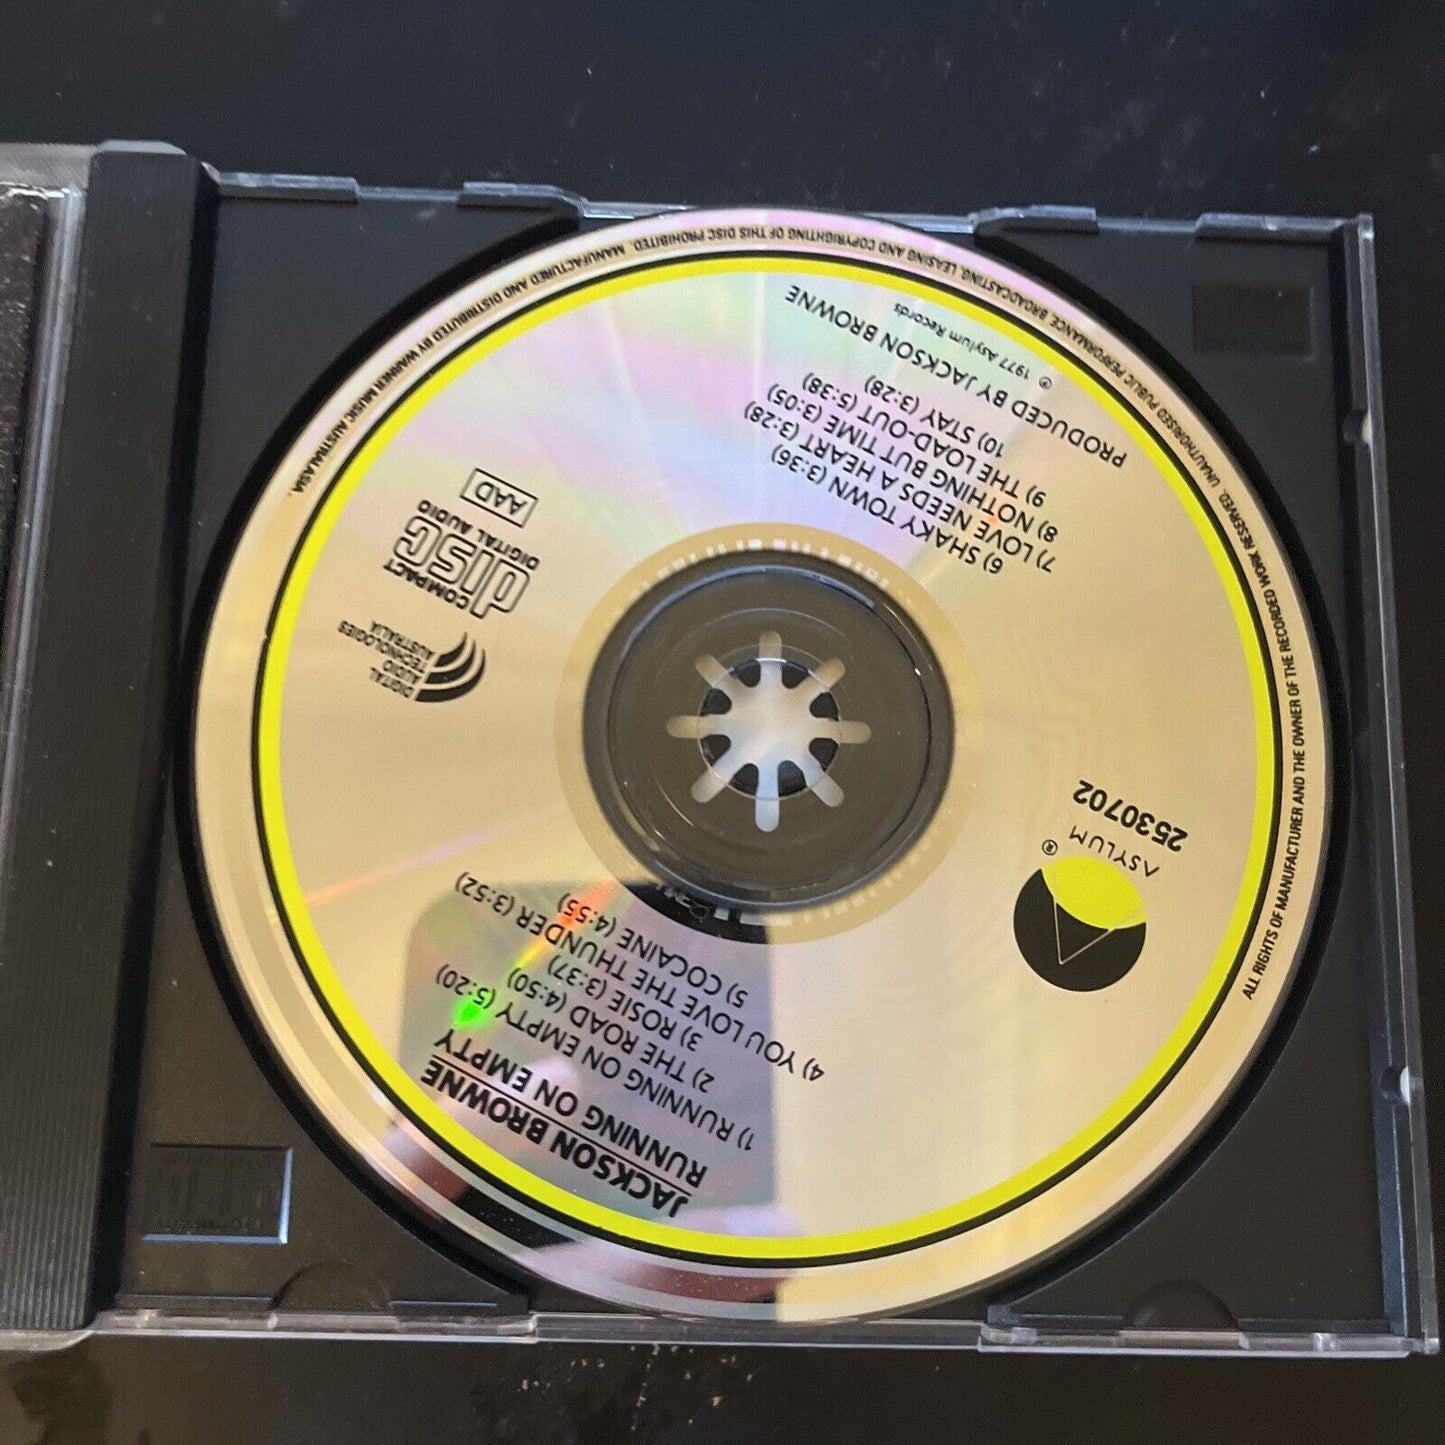 JACKSON BROWNE
RUNNING ON EMPTY
1) RUNNING ON EMPTY (5:20)
2) THE ROAD (4:50)
3) ROSIE (3:37)
4) YOU LOVE THE THUNDER (3:52)
5) COCAINE (4:55)
ASYLUM ®
2530702
DIGITAL
AUDIO
TECHNOLOGIES
AUSTRALIA
COMPACT
disc
DIGITAL AUDIO
AAD
6) SHAKY TOWN (3:36)
7) LOVE NEEDS A HEART (3:28)
8) NOTHING BUT TIME (3:05)
9) THE LOAD-OUT (5:38)
10) STAY (3:28)
PRODUCED BY JACKSON BROWNE
℗ 1977 Asylum Records
ALL RIGHTS OF MANUFACTURER AND THE OWNER OF THE RECORDED WORK RESERVED. UNAUTHORISED PUBLIC PERFORMANCE, BROADCASTING, LEASING AND COPYRIGHTING OF THIS DISC PROHIBITED. MANUFACTURED AND DISTRIBUTED BY WARNER MUSIC AUSTRALASIA.